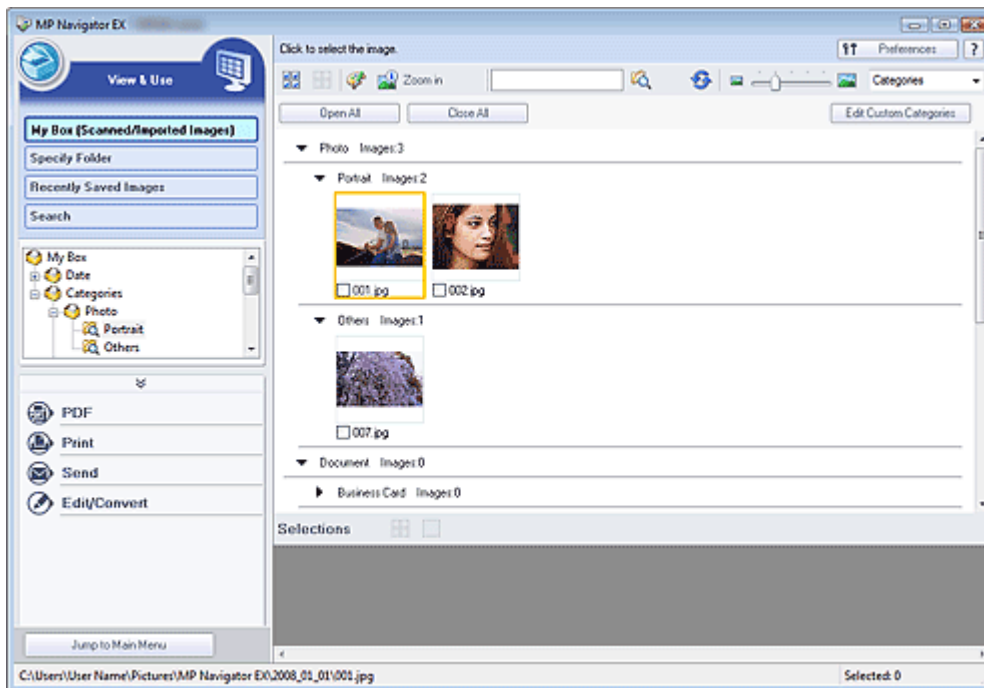 MP Navigator EX
Click to select the image.
Preferences
?
View & Use
Zoom in
Categories
Open All
Close All
Edit Custom Categories
My Box (Scanned/Imported Images)
Specify Folder
Recently Saved Images
Search
My Box
Date
Categories
Photo
Portrait
Others
PDF
Print
Send
Edit/Convert
Jump to Main Menu
Photo Images:3
Portrait Images:2
001.jpg
002.jpg
Others Images:1
007.jpg
Document Images:0
Business Card Images:0
Selections
C:\Users\User Name\Pictures\MP Navigator EX\2008_01_01\001.jpg
Selected: 0